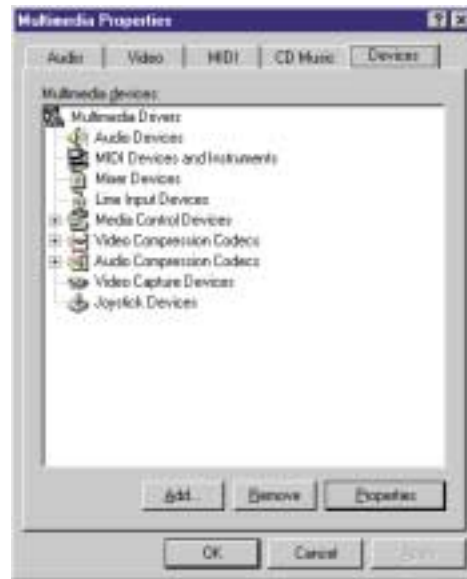 Multimedia Properties
Audio Video MIDI CD Music Devices
Multimedia devices:
Multimedia Drivers
Audio Devices
MIDI Devices and Instruments
Mixer Devices
Line Input Devices
Media Control Devices
Video Compression Codecs
Audio Compression Codecs
Video Capture Devices
Joystick Devices
Add... Remove Properties
OK Cancel Apply